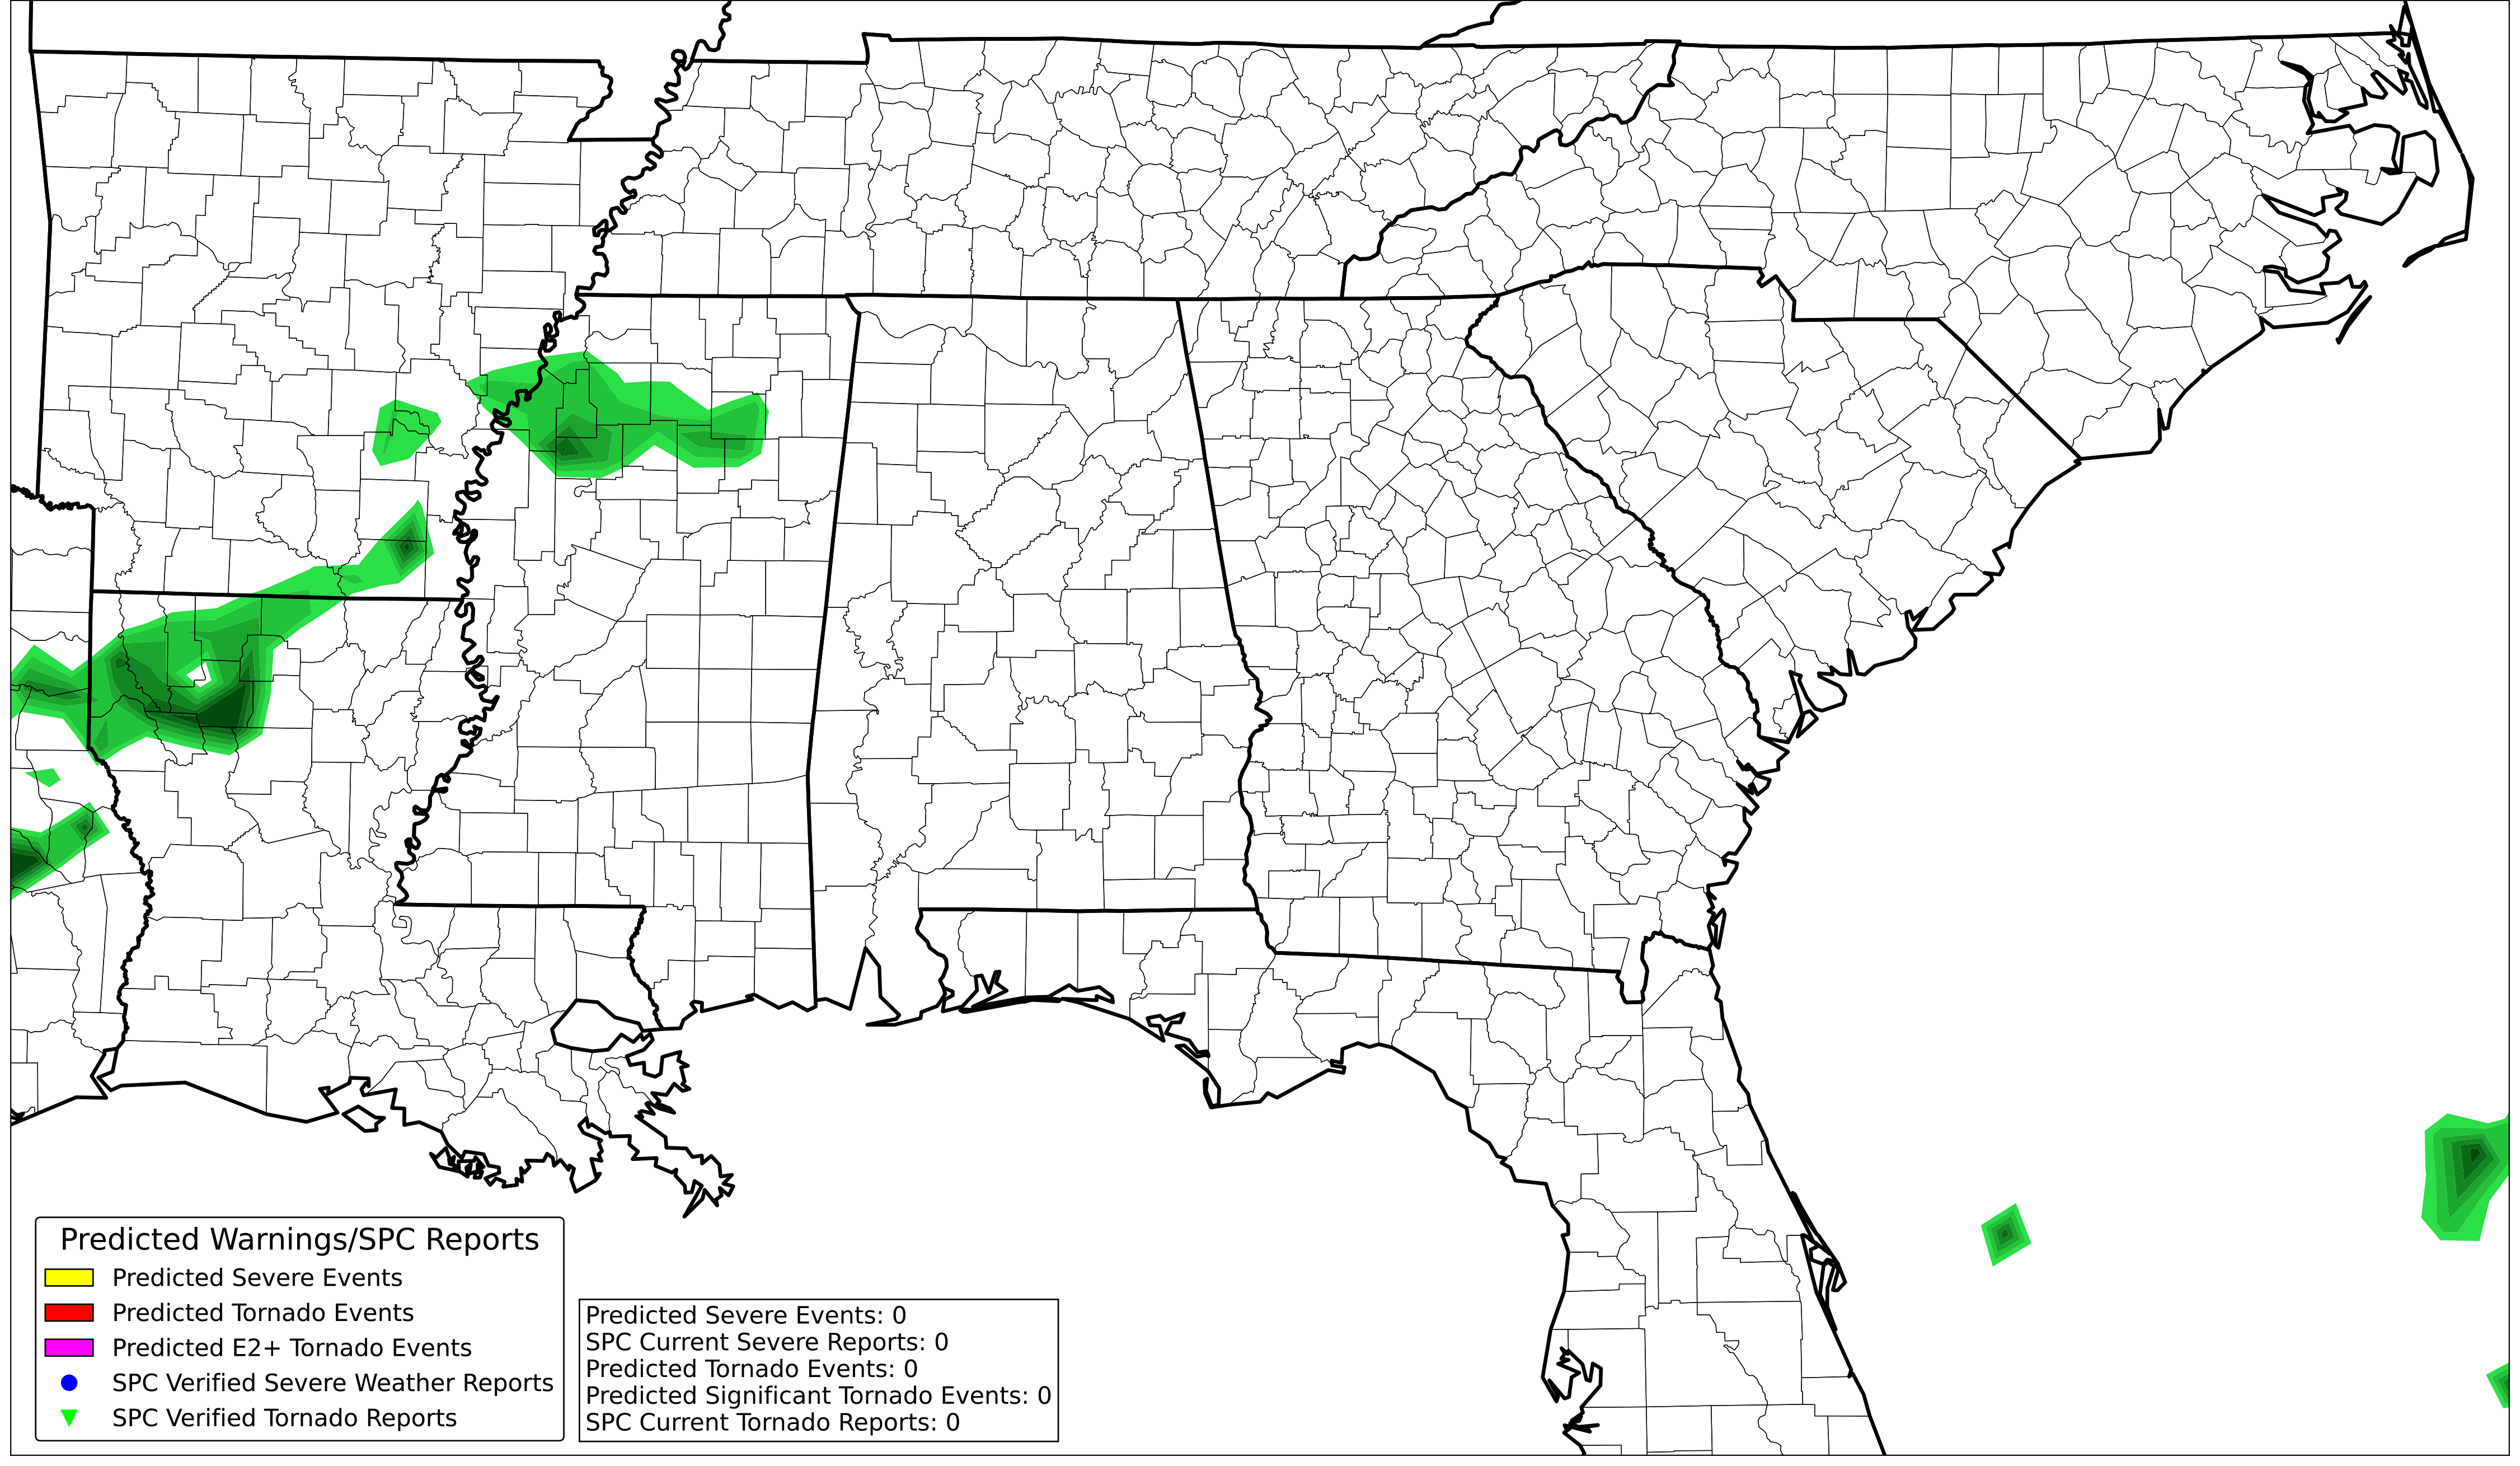 Predicted Warnings/SPC Reports
Predicted Severe Events
Predicted Tornado Events
Predicted E2+ Tornado Events
SPC Verified Severe Weather Reports
SPC Verified Tornado Reports
Predicted Severe Events: 0
SPC Current Severe Reports: 0
Predicted Tornado Events: 0
Predicted Significant Tornado Events: 0
SPC Current Tornado Reports: 0